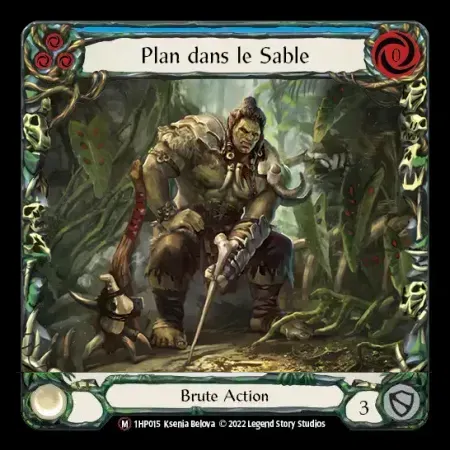 Plan dans le Sable
0
Brute Action
3
M 1HP015 Ksenia Belova © 2022 Legend Story Studios